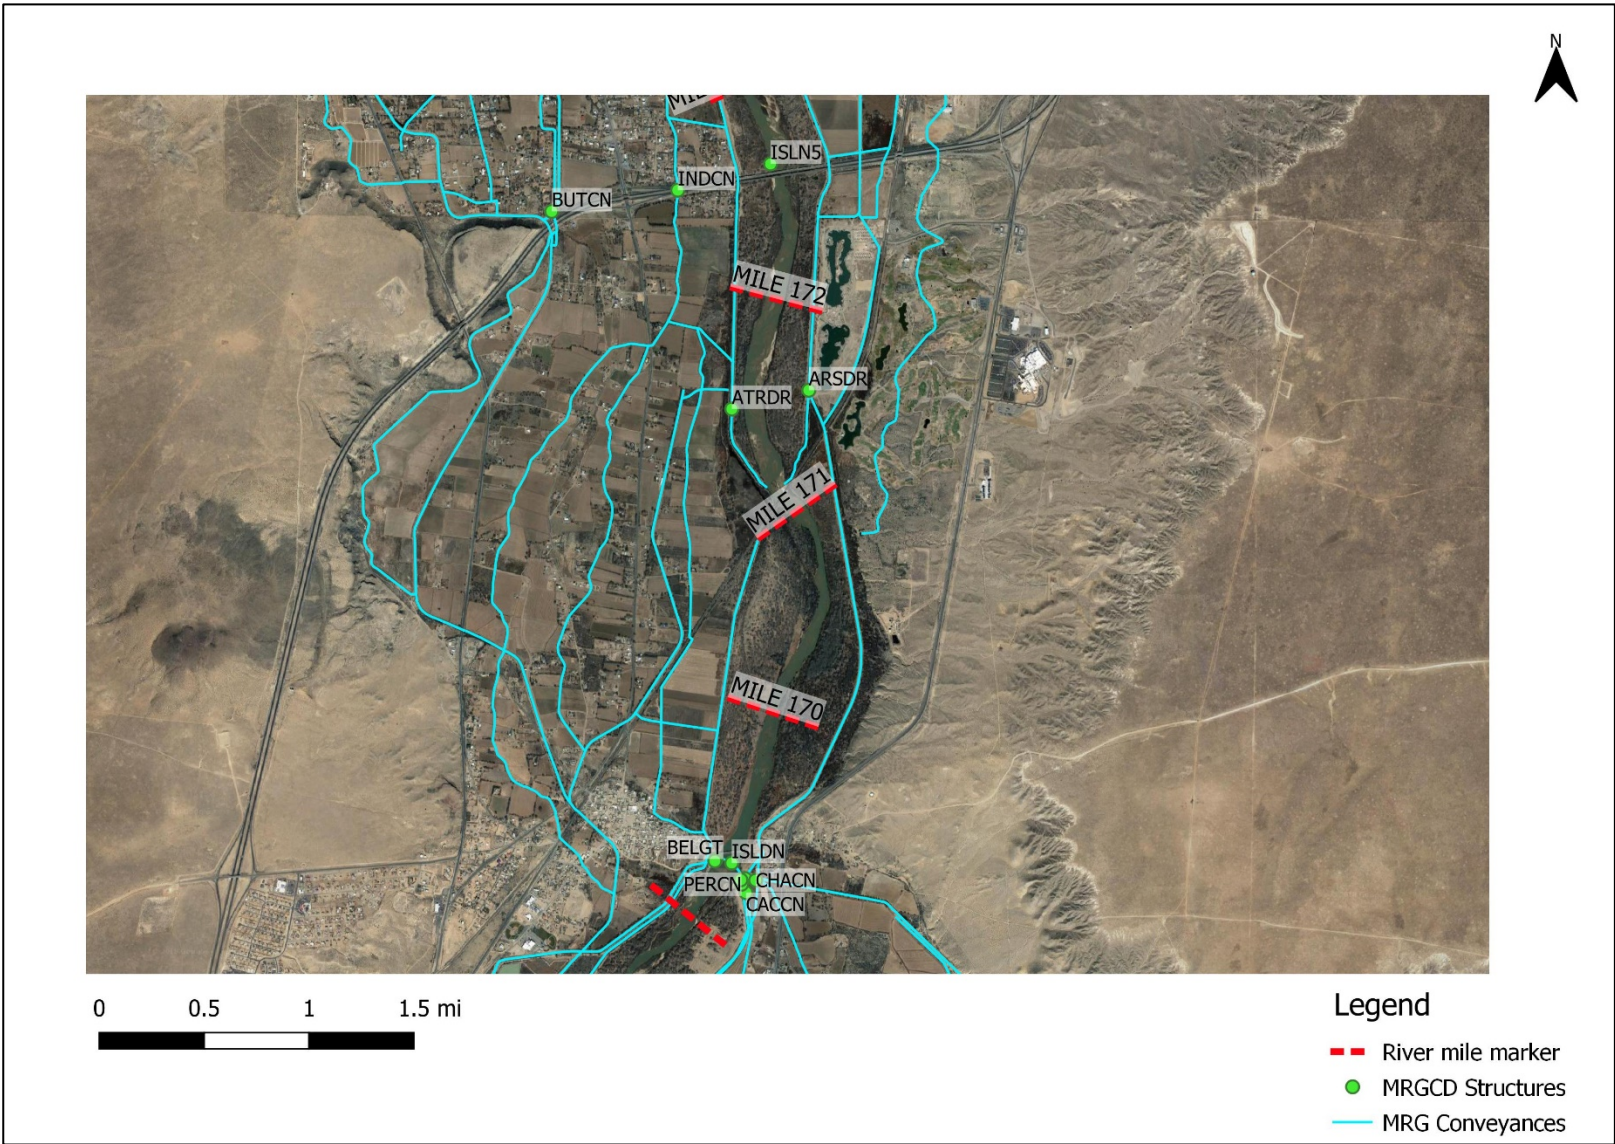 N
ISLN5
INDCN
BUTCN
MILE 172
ARSDR
ATRDR
MILE 171
MILE 170
BELGT
ISLDN
PERCN
CHACN
CACCN
0 0.5 1 1.5 mi
Legend
River mile marker
MRGCD Structures
MRG Conveyances